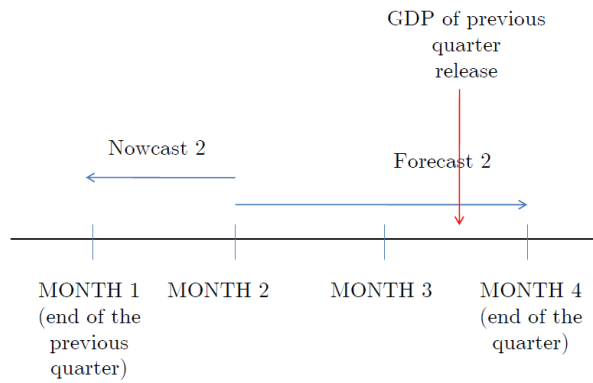 GDP of previous
quarter
release
Nowcast 2
Forecast 2
MONTH 1
(end of the
previous
quarter)
MONTH 2
MONTH 3
MONTH 4
(end of the
quarter)